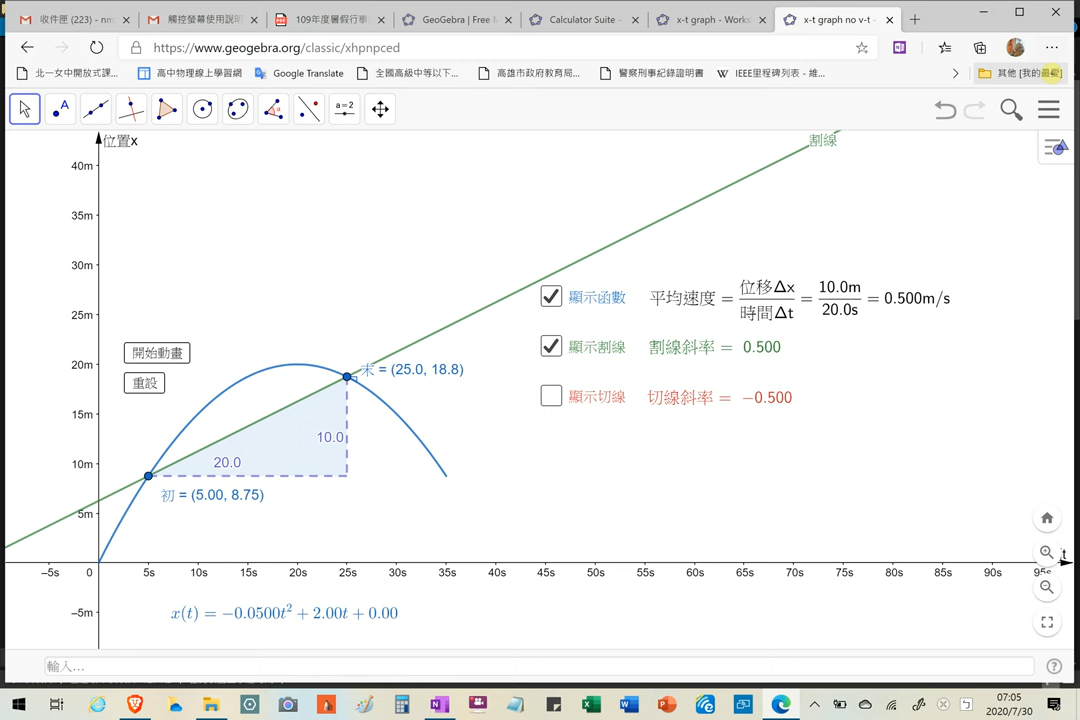 收件匣 (223) - nm
觸控螢幕使用說明
109年度暑假行事
GeoGebra | Free M
Calculator Suite -
x-t graph - Works
x-t graph no v-t -
https://www.geogebra.org/classic/xhpnpced
北一女中開放式課...
高中物理線上學習網
Google Translate
全國高級中等以下...
高雄市政府教育局...
警察刑事紀錄證明書
IEEE里程碑列表 - 維...
其他 [我的最愛]
a=2
位置x
割線
40m
35m
30m
25m
20m
15m
10m
5m
-5m
開始動畫
重設
末 = (25.0, 18.8)
10.0
20.0
初 = (5.00, 8.75)
顯示函數
平均速度 = 位移Δx / 時間Δt = 10.0m / 20.0s = 0.500m/s
顯示割線 割線斜率 = 0.500
顯示切線 切線斜率 = −0.500
t
-5s 0 5s 10s 15s 20s 25s 30s 35s 40s 45s 50s 55s 60s 65s 70s 75s 80s 85s 90s 95s
x(t) = −0.0500t² + 2.00t + 0.00
輸入...
07:05
2020/7/30